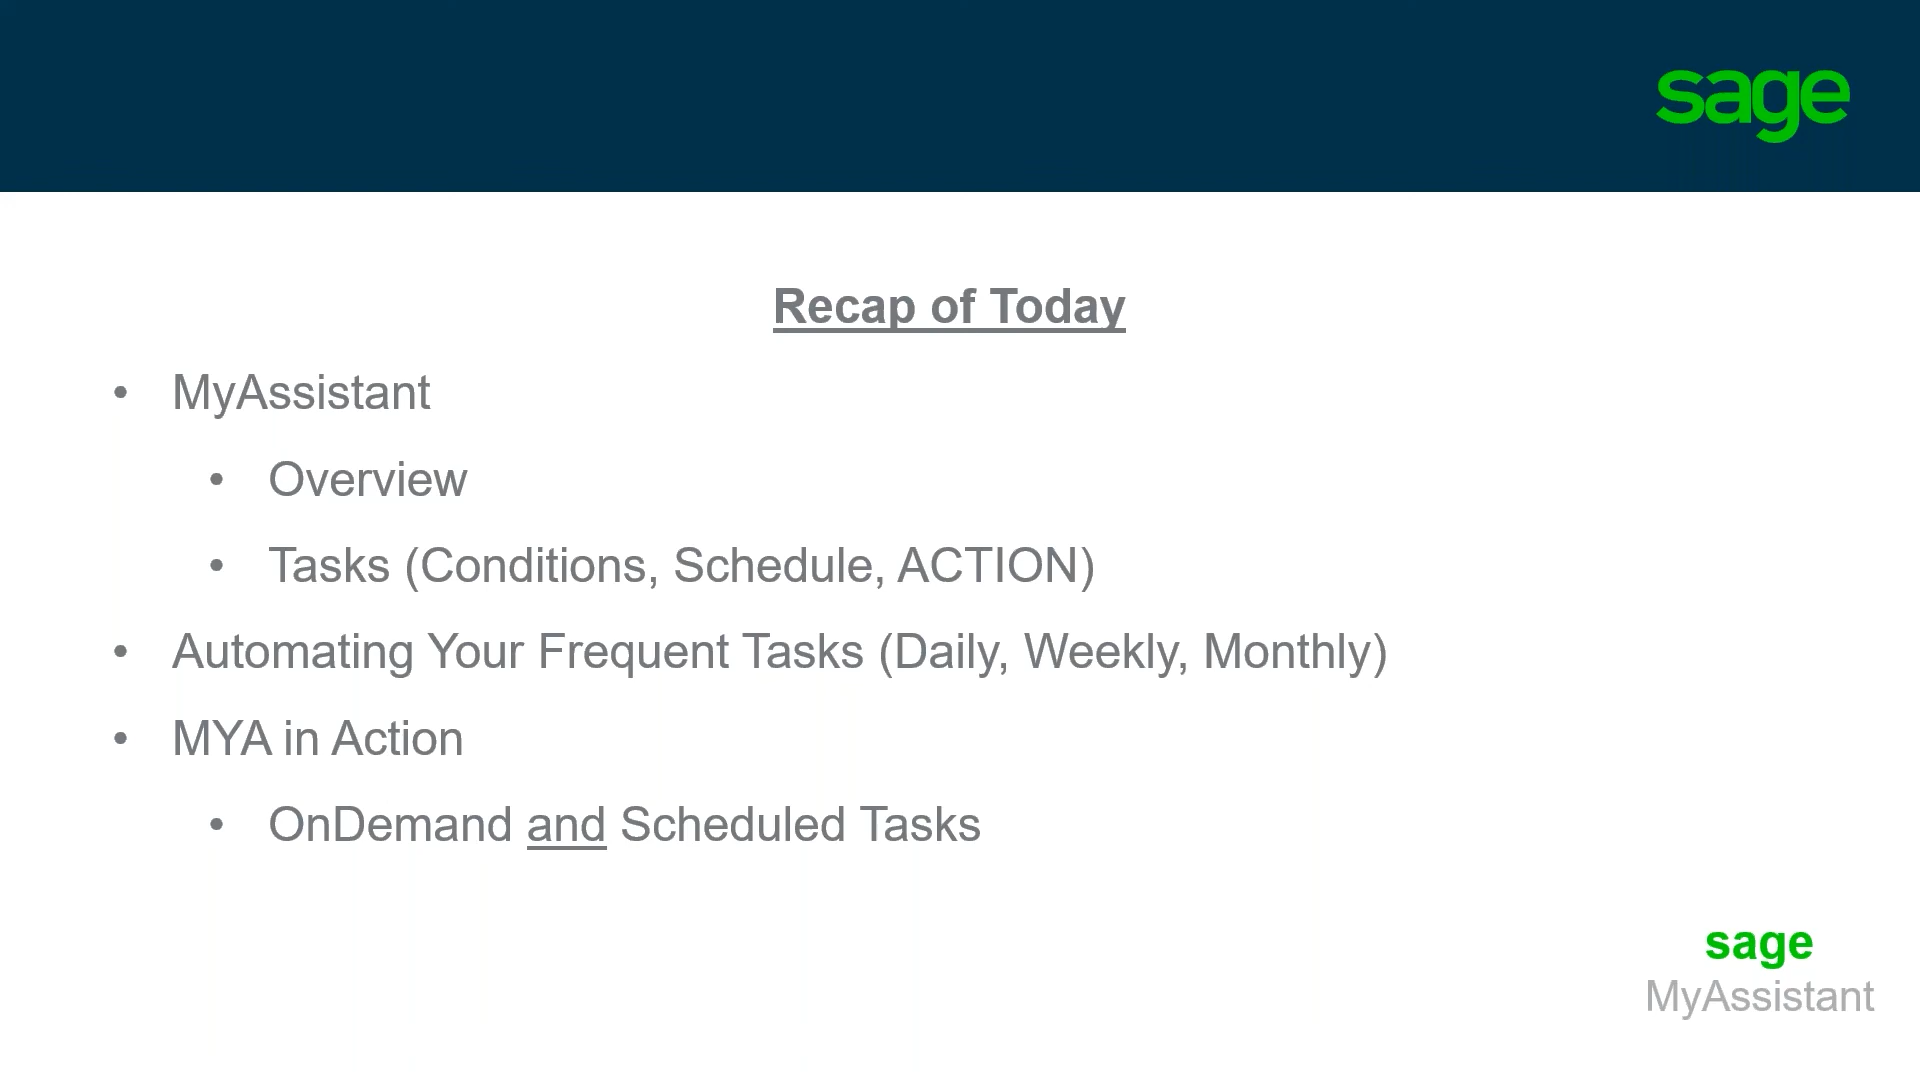 sage
Recap of Today
• MyAssistant
• Overview
• Tasks (Conditions, Schedule, ACTION)
• Automating Your Frequent Tasks (Daily, Weekly, Monthly)
• MYA in Action
• OnDemand and Scheduled Tasks
sage
MyAssistant